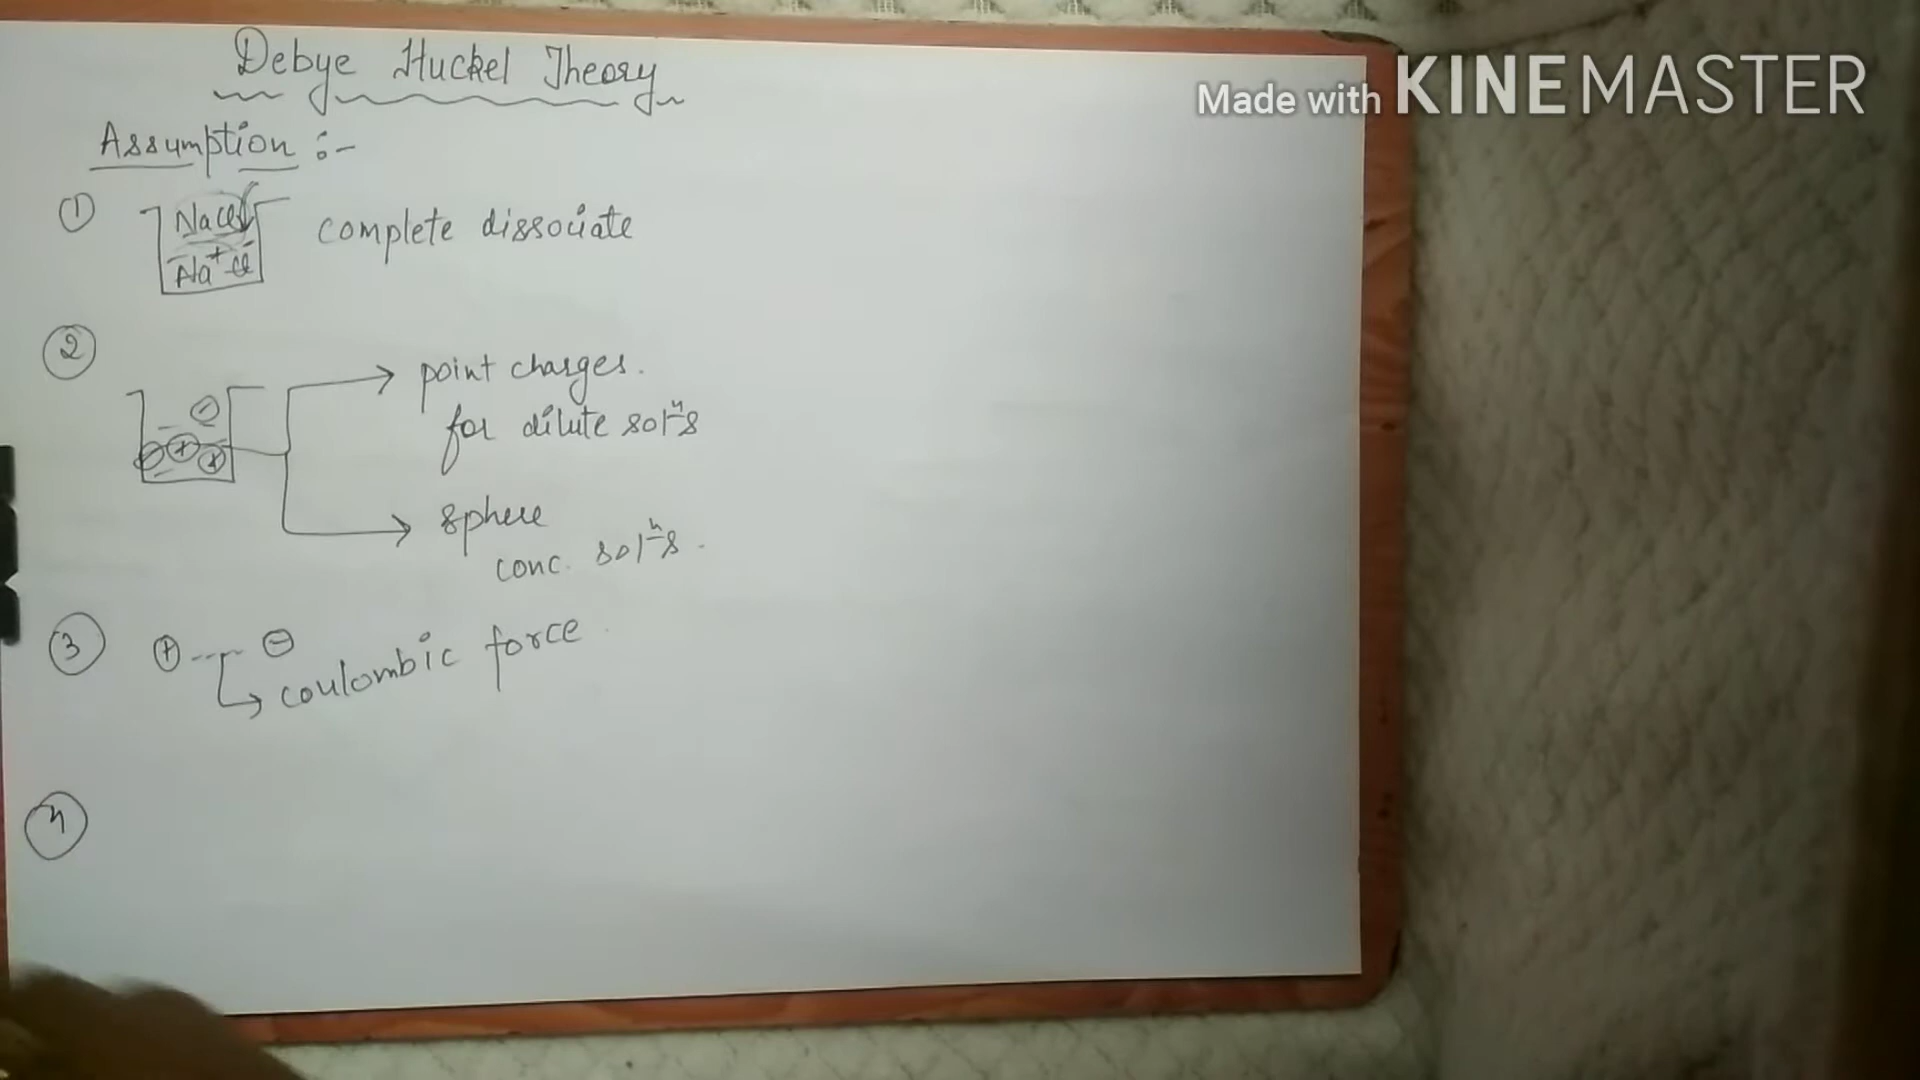 Debye Huckel Theory
Assumption :-
① NaCl complete dissociate
Na⁺ Cl⁻
②
point charges.
for dilute solⁿs
sphere
conc. solⁿs.
③ ⊕ --- ⊖
coulombic force
④
Made with KINEMASTER